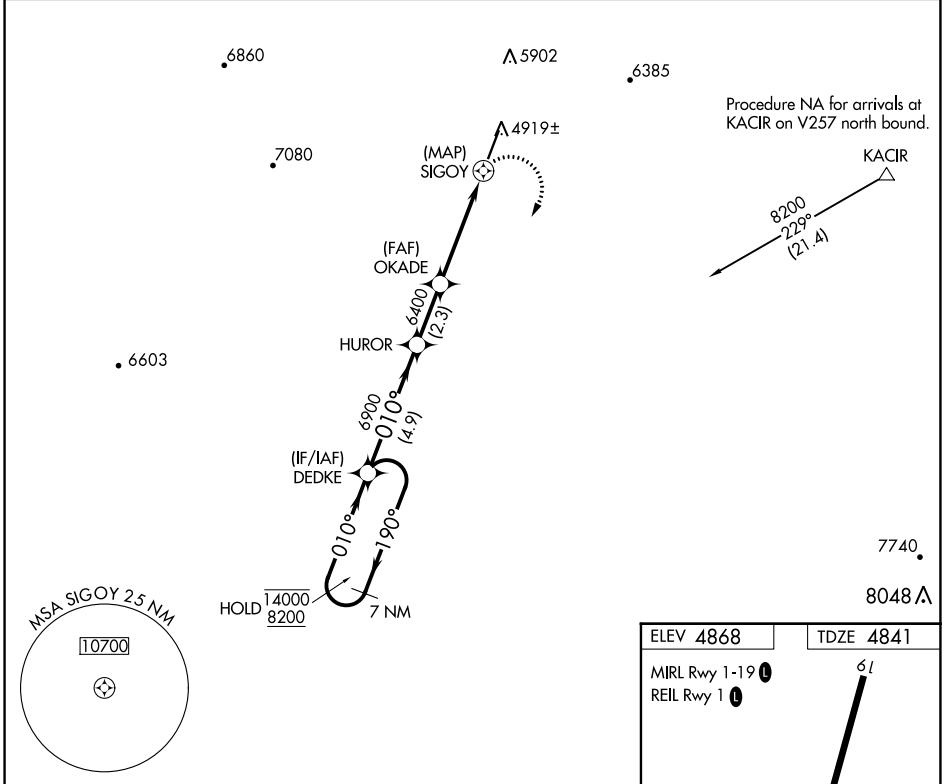 6860
5902
6385
Procedure NA for arrivals at
KACIR on V257 north bound.
4919±
(MAP)
SIGOY
KACIR
7080
8200
229°
(21.4)
(FAF)
OKADE
6400
(2.3)
HUROR
6603
6900
010°
(4.9)
(IF/IAF)
DEDKE
010°
190°
7740
8048
HOLD
14000
8200
7 NM
MSA SIGOY 25 NM
10700
ELEV 4868
TDZE 4841
MIRL Rwy 1-19 L
REIL Rwy 1 L
19